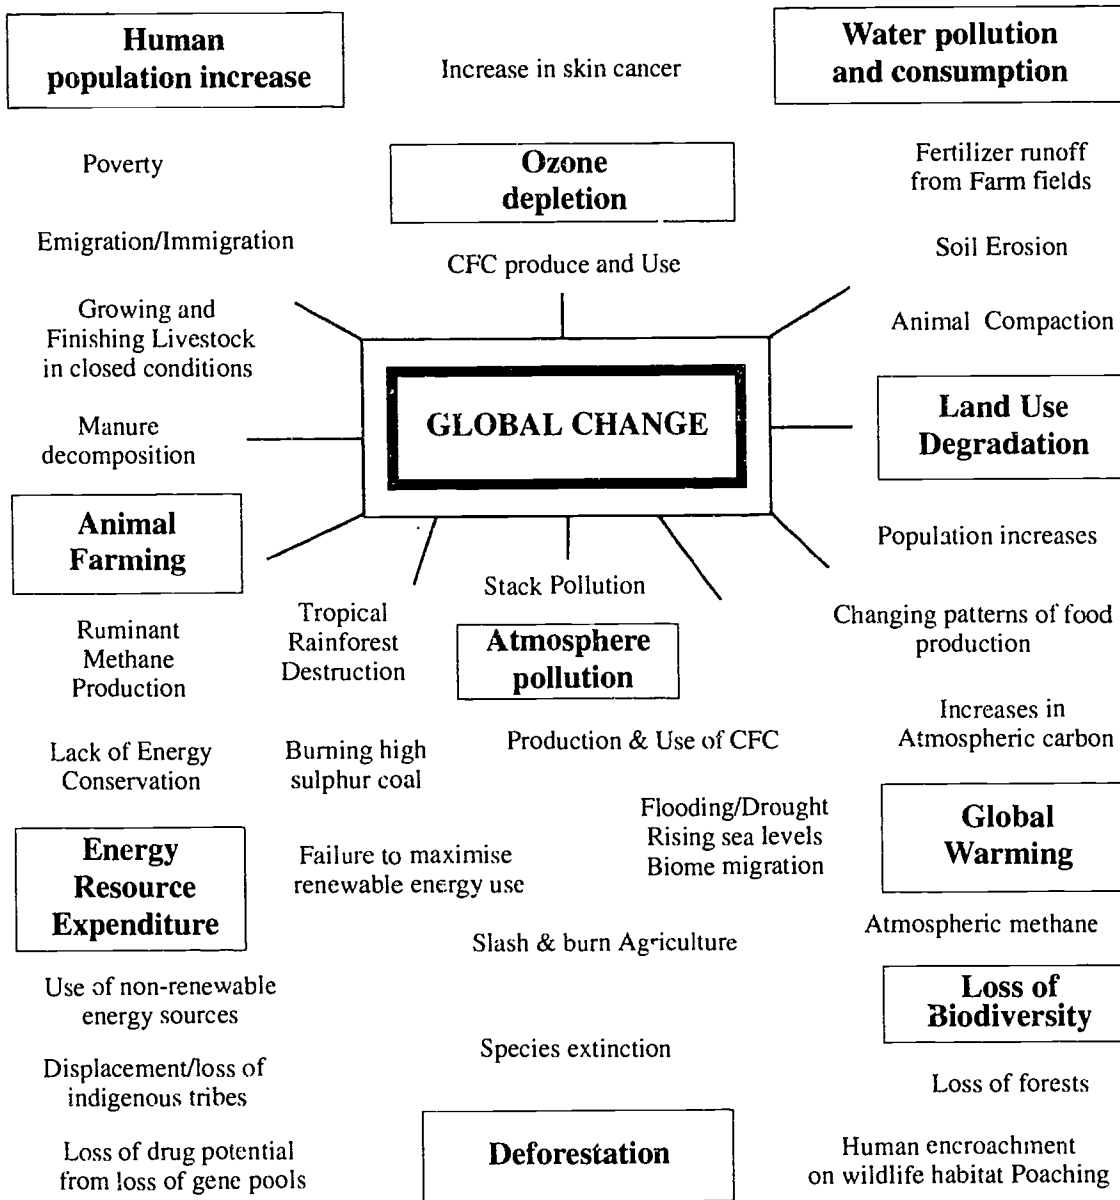 Human
population increase
Increase in skin cancer
Water pollution
and consumption
Poverty
Ozone
depletion
Fertilizer runoff
from Farm fields
Emigration/Immigration
CFC produce and Use
Soil Erosion
Growing and
Finishing Livestock
in closed conditions
Animal Compaction
GLOBAL CHANGE
Land Use
Degradation
Manure
decomposition
Animal
Farming
Population increases
Stack Pollution
Ruminant
Methane
Production
Tropical
Rainforest
Destruction
Atmosphere
pollution
Changing patterns of food
production
Lack of Energy
Conservation
Burning high
sulphur coal
Production & Use of CFC
Increases in
Atmospheric carbon
Energy
Resource
Expenditure
Failure to maximise
renewable energy use
Flooding/Drought
Rising sea levels
Biome migration
Global
Warming
Slash & burn Agriculture
Atmospheric methane
Use of non-renewable
energy sources
Loss of
Biodiversity
Displacement/loss of
indigenous tribes
Species extinction
Loss of forests
Loss of drug potential
from loss of gene pools
Deforestation
Human encroachment
on wildlife habitat Poaching